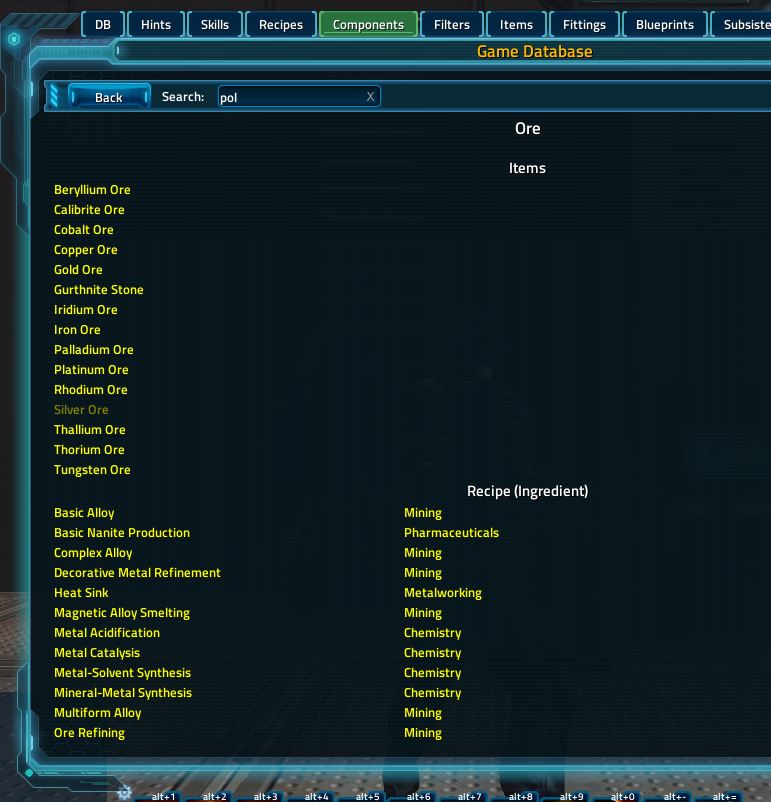 DB Hints Skills Recipes Components Filters Items Fittings Blueprints Subsiste
Game Database
Back Search: pol X
Ore
Items
Beryllium Ore
Calibrite Ore
Cobalt Ore
Copper Ore
Gold Ore
Gurthnite Stone
Iridium Ore
Iron Ore
Palladium Ore
Platinum Ore
Rhodium Ore
Silver Ore
Thallium Ore
Thorium Ore
Tungsten Ore
Recipe (Ingredient)
Basic Alloy Mining
Basic Nanite Production Pharmaceuticals
Complex Alloy Mining
Decorative Metal Refinement Mining
Heat Sink Metalworking
Magnetic Alloy Smelting Mining
Metal Acidification Chemistry
Metal Catalysis Chemistry
Metal-Solvent Synthesis Chemistry
Mineral-Metal Synthesis Chemistry
Multiform Alloy Mining
Ore Refining Mining
alt+1 alt+2 alt+3 alt+4 alt+5 alt+6 alt+7 alt+8 alt+9 alt+0 alt+- alt+=